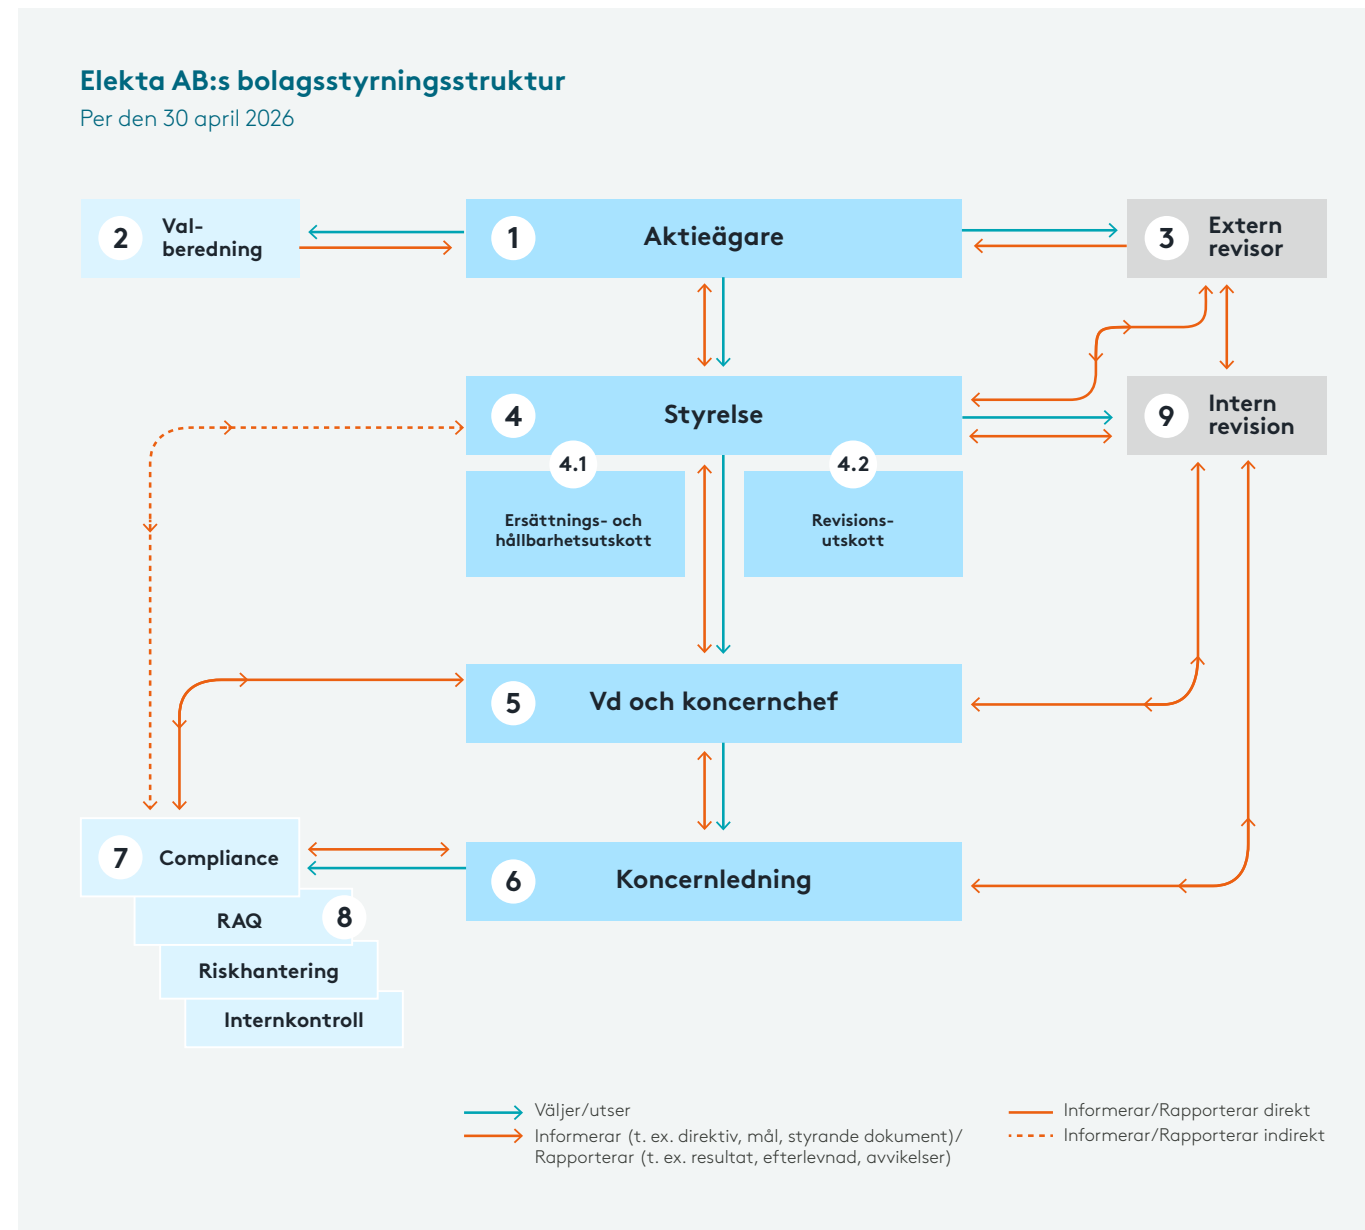 Elekta AB:s bolagsstyrningsstruktur
Per den 30 april 2026
2
Val-
beredning
1
Aktieägare
3
Extern
revisor
4
Styrelse
9
Intern
revision
4.1
Ersättnings- och
hållbarhetsutskott
4.2
Revisions-
utskott
5
Vd och koncernchef
7
Compliance
6
Koncernledning
RAQ
8
Riskhantering
Internkontroll
Väljer/utser
Informerar (t. ex. direktiv, mål, styrande dokument)/
Rapporterar (t. ex. resultat, efterlevnad, avvikelser)
Informerar/Rapporterar direkt
Informerar/Rapporterar indirekt